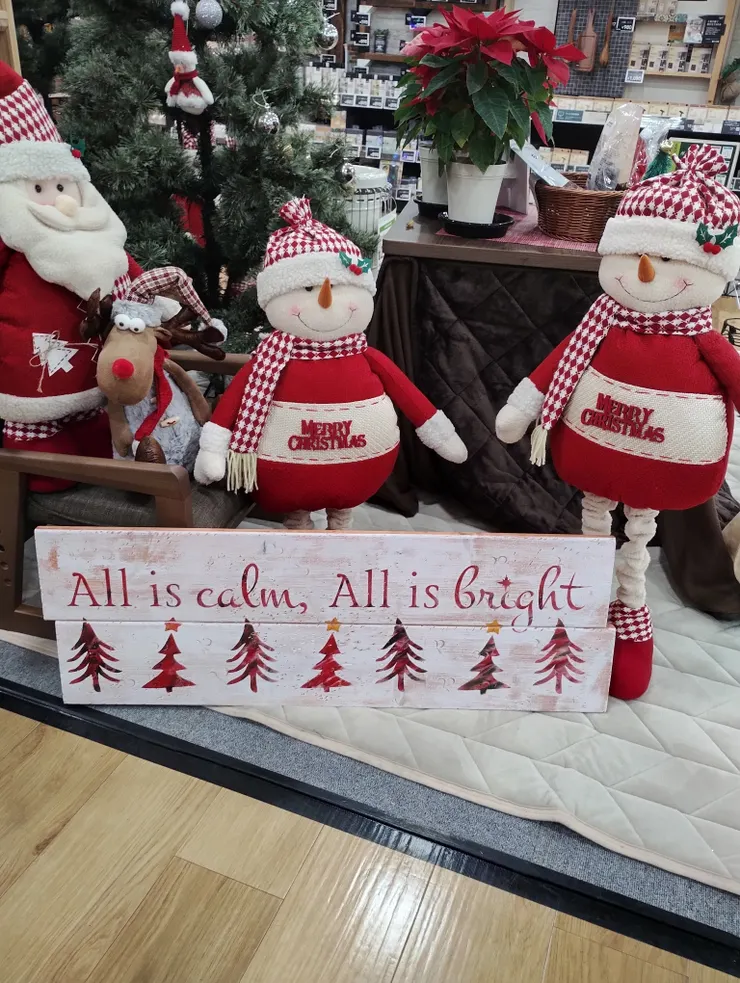 MERRY
CHRISTMAS
MERRY
CHRISTMAS
All is calm, All is bright